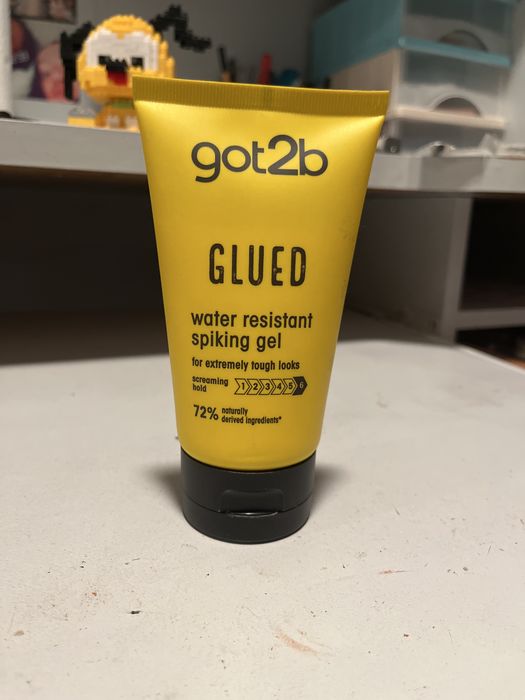 got2b
GLUED
water resistant
spiking gel
for extremely tough looks
screaming
hold
1 2 3 4 5 6
72% naturally
derived ingredients*